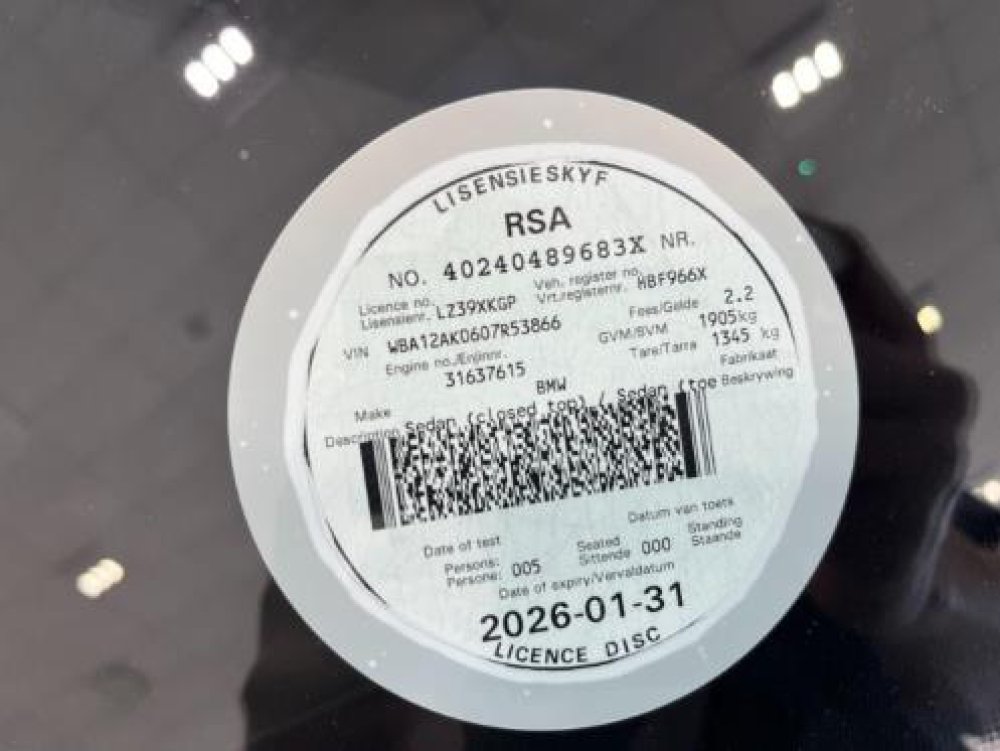 LISENSIESKYF
RSA
NO. 40240489683X NR.
Licence no. Veh. register no.
Lisensienr. LZ39XKGP Vrt.registernr. HBF966X
VIN WBA12AK0607R53866 Fees/Gelde 2.2
Engine no./Enjinnr. GVM/BVM 1905kg
31637615 Tare/Tarra 1345 kg
Make BMW Fabrikaat
Description Sedan (closed top) / Sedan (toe Beskrywing
Date of test Datum van toets
Persons: Seated Standing
Persone: 005 Sittende 000 Staande
Date of expiry/Vervaldatum
2026-01-31
LICENCE DISC